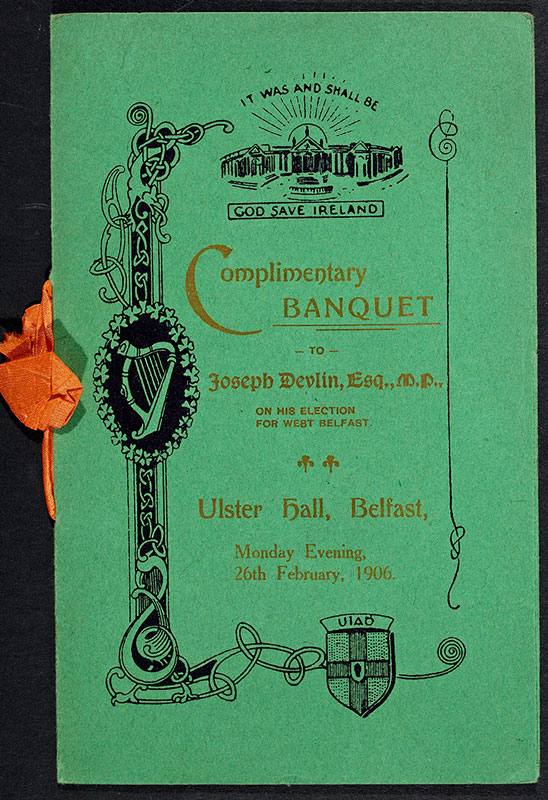 IT WAS AND SHALL BE
GOD SAVE IRELAND
Complimentary
BANQUET
– TO –
Joseph Devlin, Esq., M.P.,
ON HIS ELECTION
FOR WEST BELFAST.
Ulster Hall, Belfast,
Monday Evening,
26th February, 1906.
ULAD